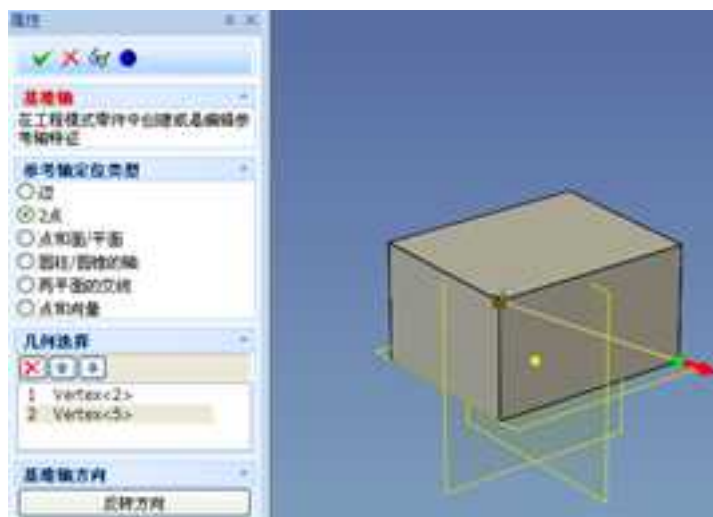 属性
基准轴
在工程模式零件中创建或是编辑参
考轴特征
参考轴定位类型
边
2点
点和面/平面
圆柱/圆锥的轴
两平面的交线
点和向量
几何选择
1 Vertex<2>
2 Vertex<5>
基准轴方向
反转方向